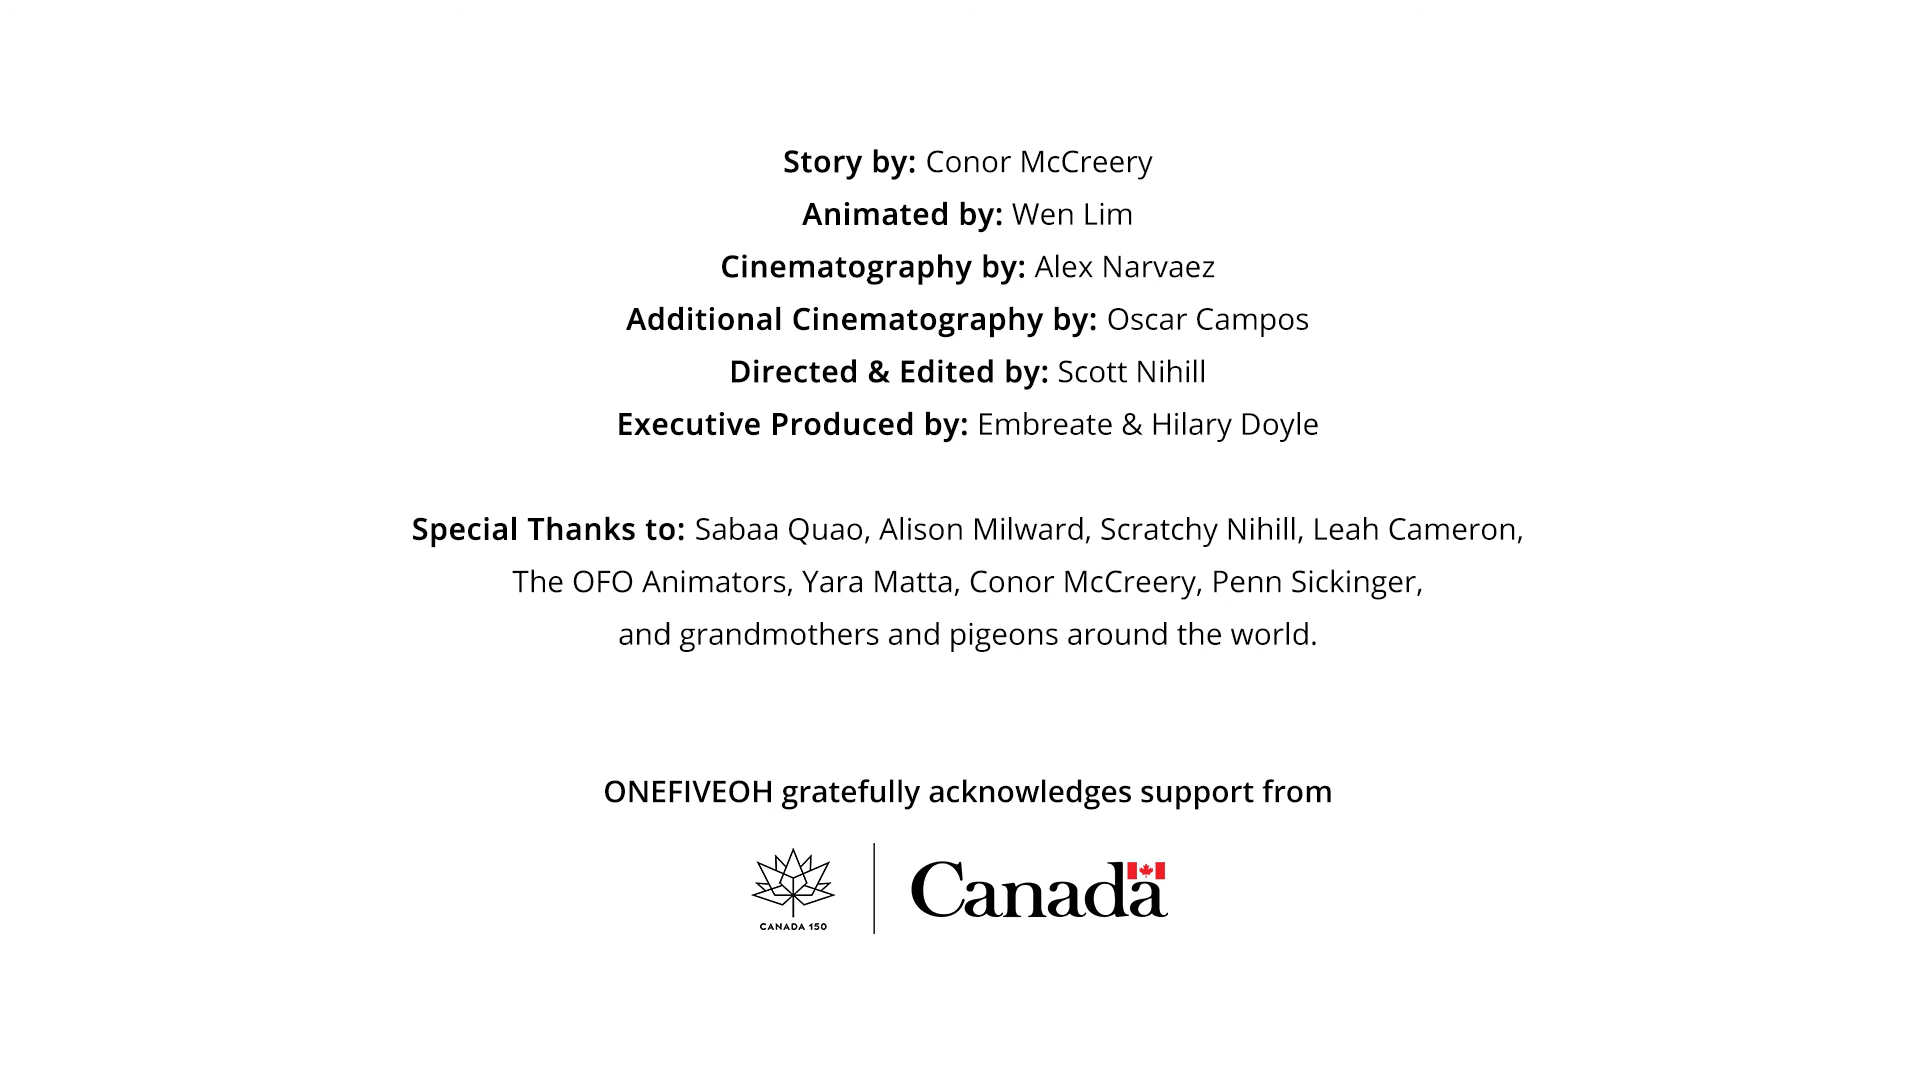 Story by: Conor McCreery
Animated by: Wen Lim
Cinematography by: Alex Narvaez
Additional Cinematography by: Oscar Campos
Directed & Edited by: Scott Nihill
Executive Produced by: Embreate & Hilary Doyle
Special Thanks to: Sabaa Quao, Alison Milward, Scratchy Nihill, Leah Cameron,
The OFO Animators, Yara Matta, Conor McCreery, Penn Sickinger,
and grandmothers and pigeons around the world.
ONEFIVEOH gratefully acknowledges support from
CANADA 150
Canada